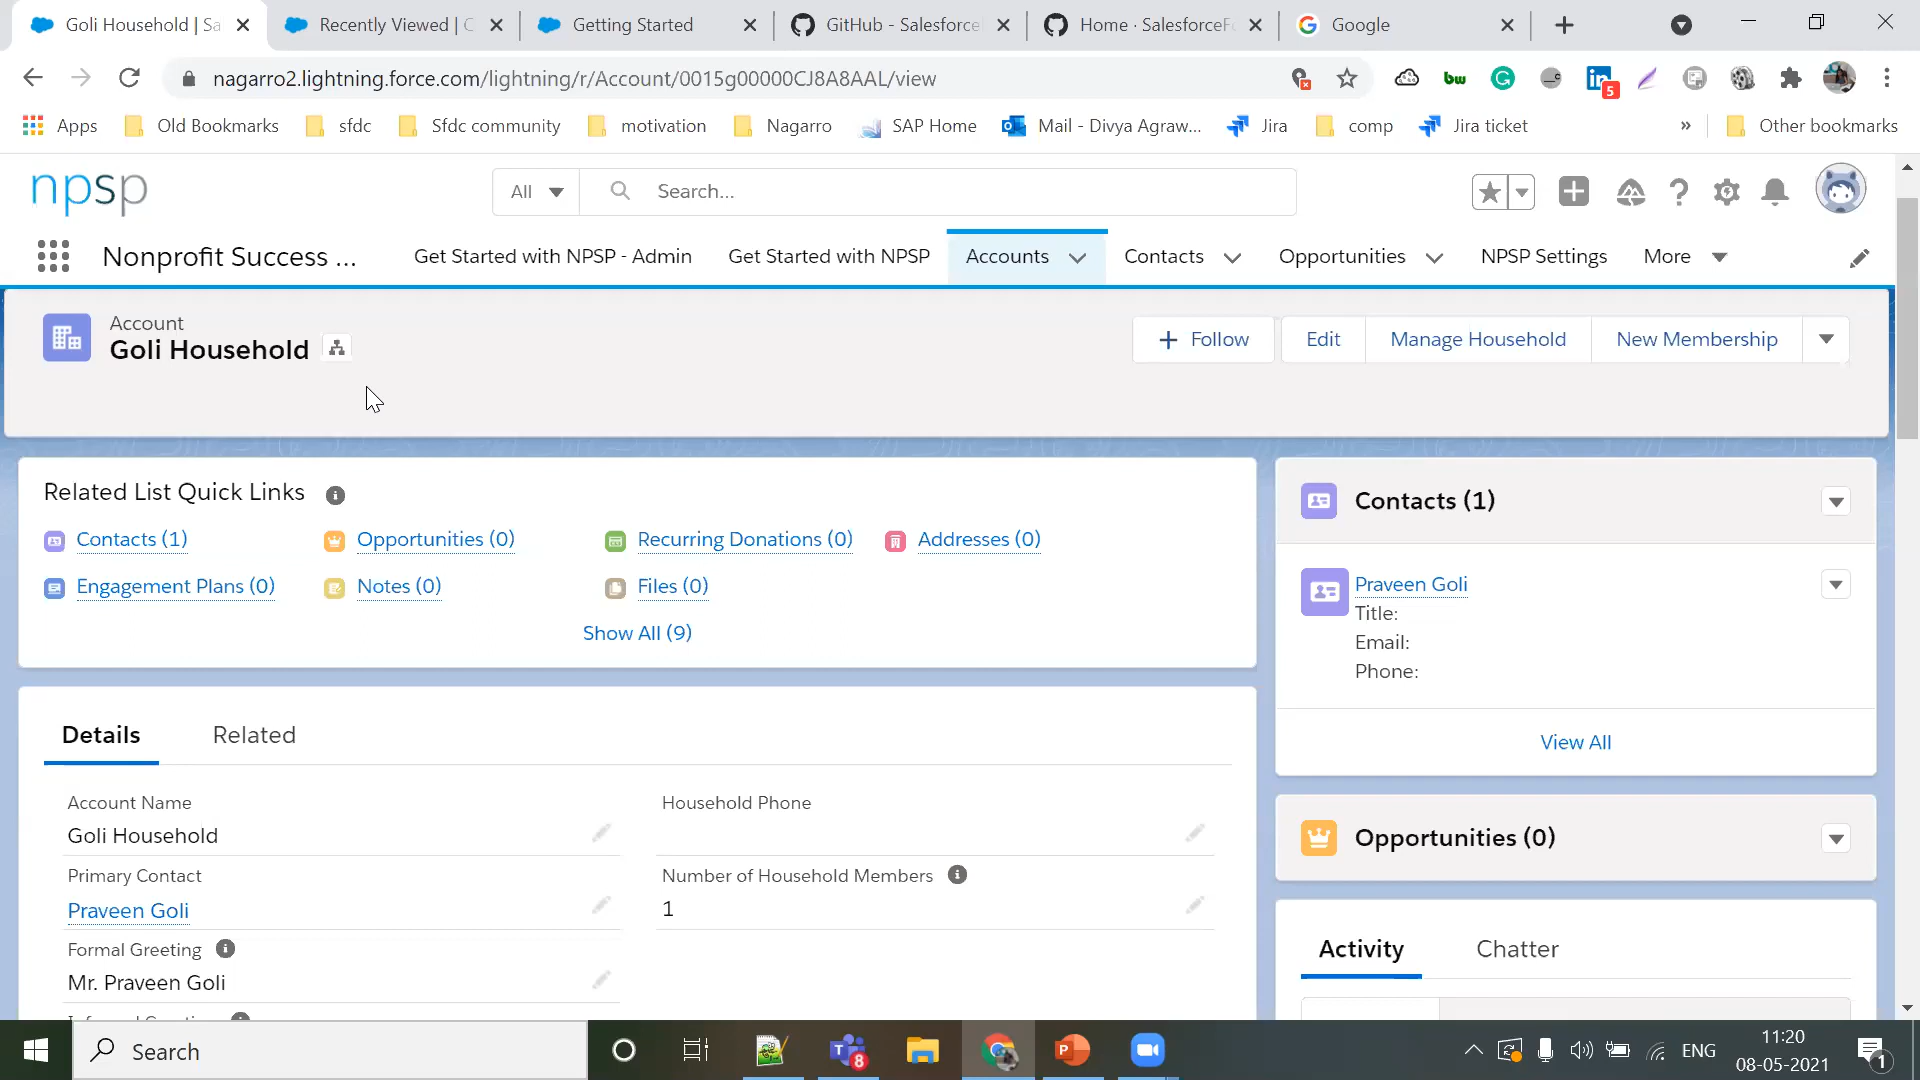 Goli Household | Sa
Recently Viewed | C
Getting Started
GitHub - Salesforce
Home · SalesforceFo
Google
nagarro2.lightning.force.com/lightning/r/Account/0015g00000CJ8A8AAL/view
bw
in
5
Apps
Old Bookmarks
sfdc
Sfdc community
motivation
Nagarro
SAP Home
Mail - Divya Agraw...
Jira
comp
Jira ticket
»
Other bookmarks
npsp
All
Search...
Nonprofit Success ...
Get Started with NPSP - Admin
Get Started with NPSP
Accounts
Contacts
Opportunities
NPSP Settings
More
Account
Goli Household
+ Follow
Edit
Manage Household
New Membership
Related List Quick Links
Contacts (1)
Opportunities (0)
Recurring Donations (0)
Addresses (0)
Engagement Plans (0)
Notes (0)
Files (0)
Show All (9)
Contacts (1)
Praveen Goli
Title:
Email:
Phone:
View All
Opportunities (0)
Details
Related
Account Name
Goli Household
Household Phone
Primary Contact
Praveen Goli
Number of Household Members
1
Formal Greeting
Mr. Praveen Goli
Activity
Chatter
Search
8
ENG
11:20
08-05-2021
1